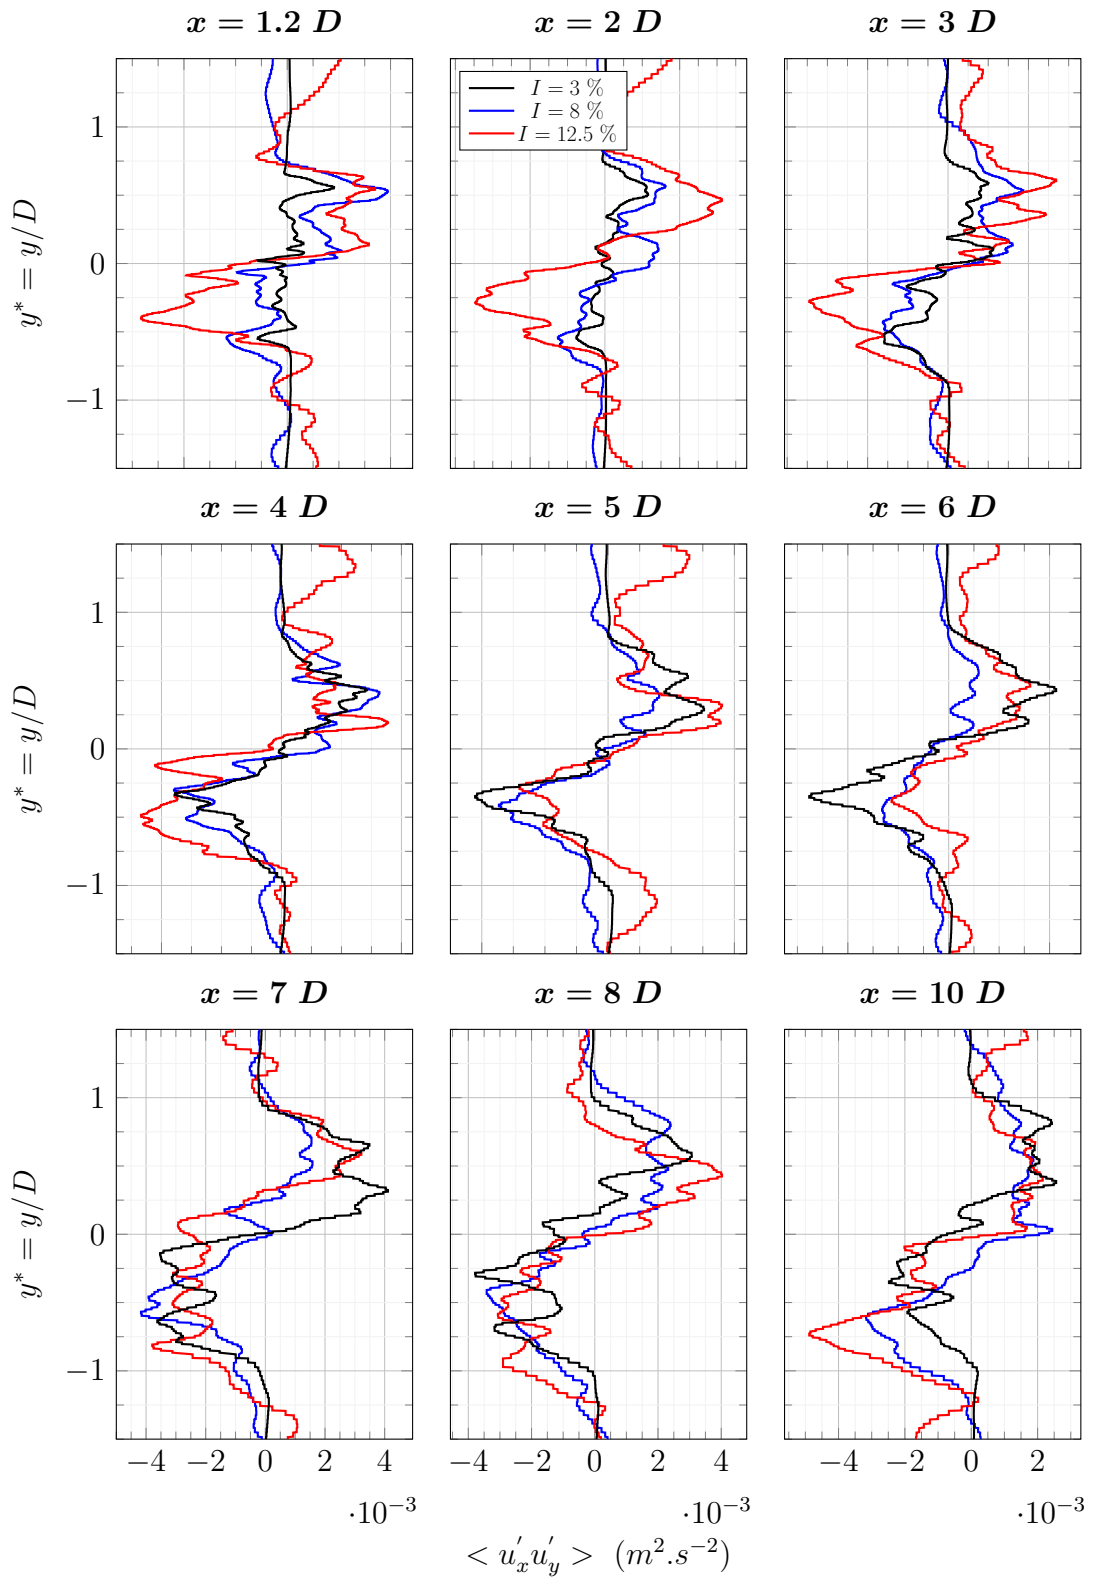 x = 1.2 D x = 2 D x = 3 D
I = 3 %
I = 8 %
I = 12.5 %
1
0
−1
y* = y/D
x = 4 D x = 5 D x = 6 D
1
0
−1
y* = y/D
x = 7 D x = 8 D x = 10 D
1
0
−1
y* = y/D
−4 −2 0 2 4 −4 −2 0 2 4 −4 −2 0 2
·10⁻³ ·10⁻³ ·10⁻³
< u'ₓu'ᵧ > (m².s⁻²)